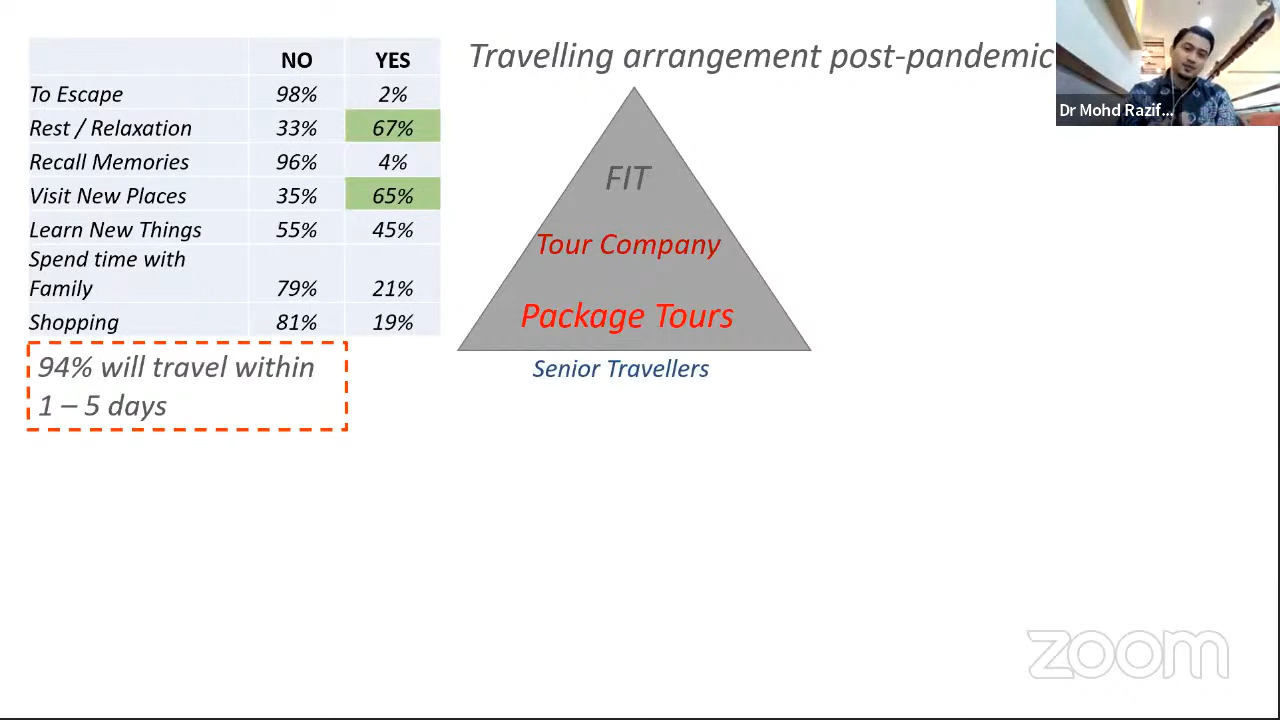 NO YES
To Escape 98% 2%
Rest / Relaxation 33% 67%
Recall Memories 96% 4%
Visit New Places 35% 65%
Learn New Things 55% 45%
Spend time with
Family 79% 21%
Shopping 81% 19%
94% will travel within
1 – 5 days
Travelling arrangement post-pandemic
FIT
Tour Company
Package Tours
Senior Travellers
Dr Mohd Razif...
zoom